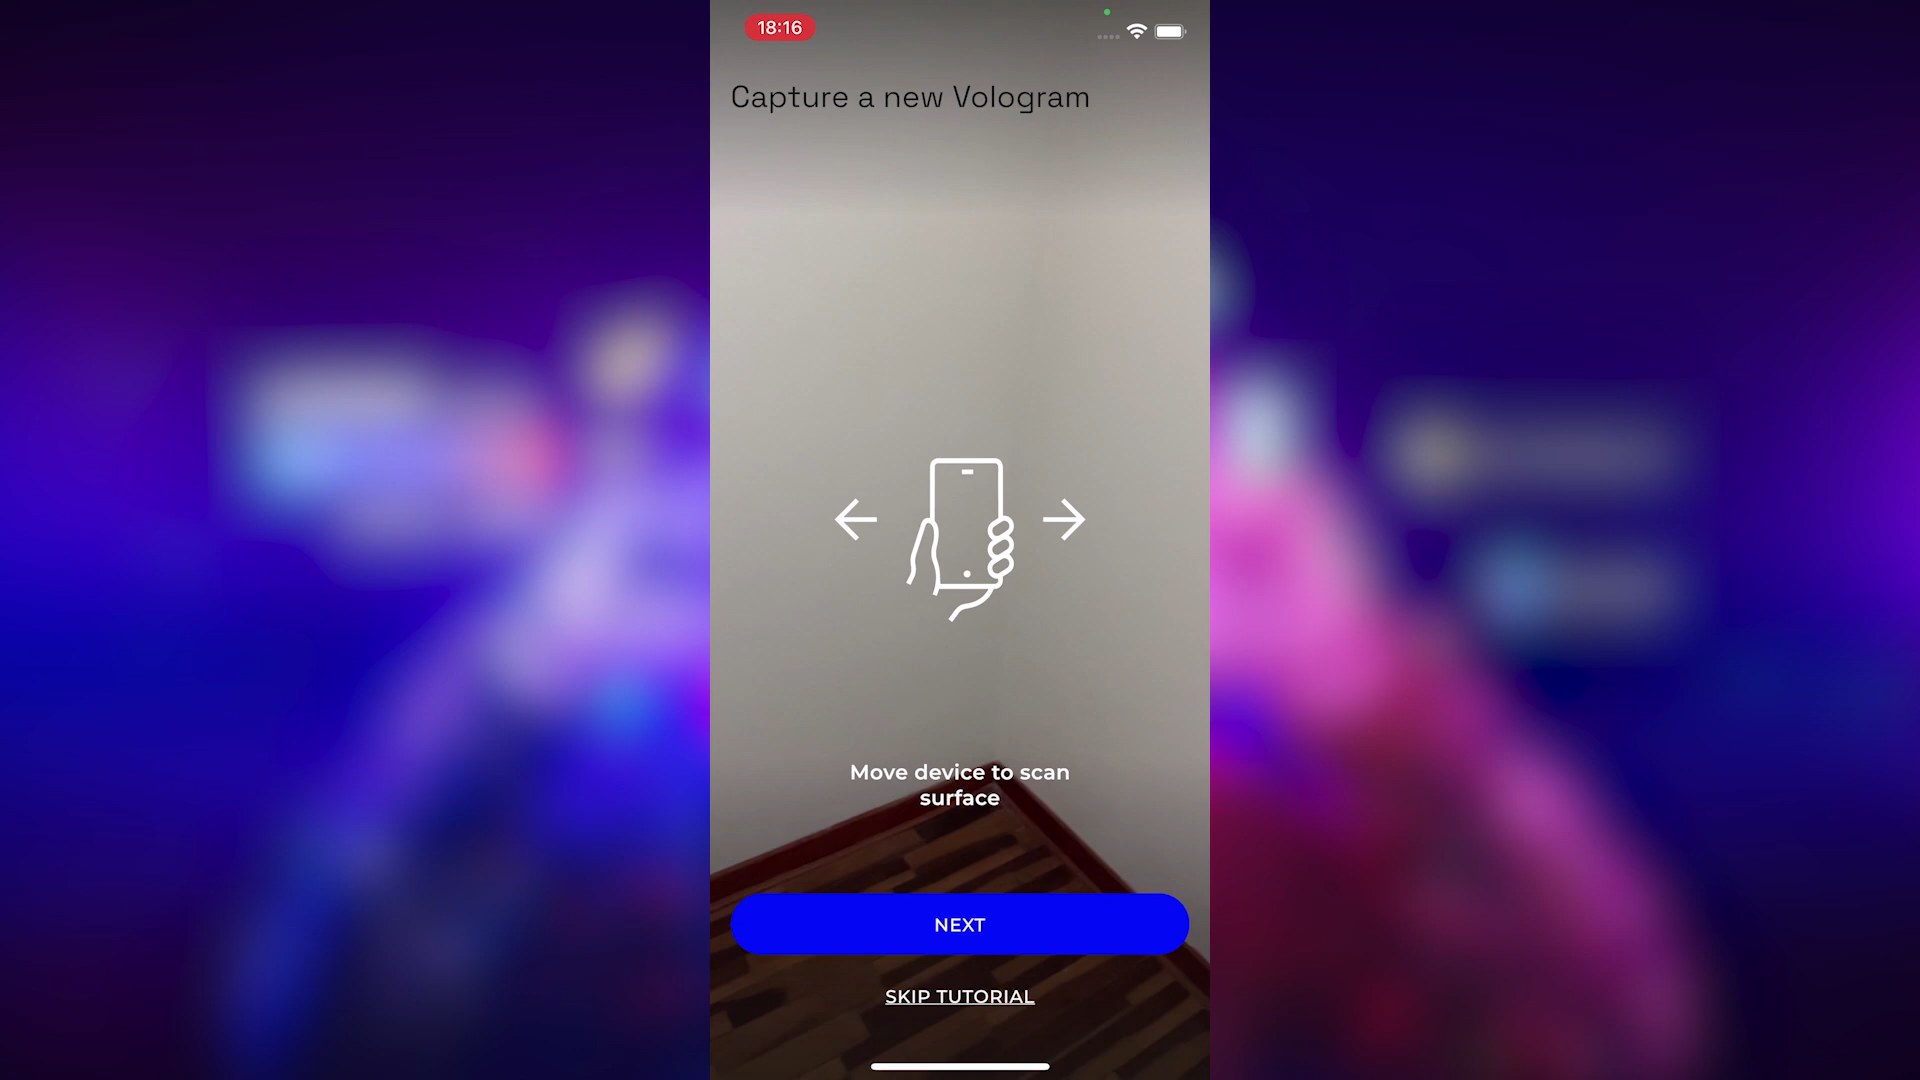 18:16
Capture a new Vologram
Move device to scan
surface
NEXT
SKIP TUTORIAL